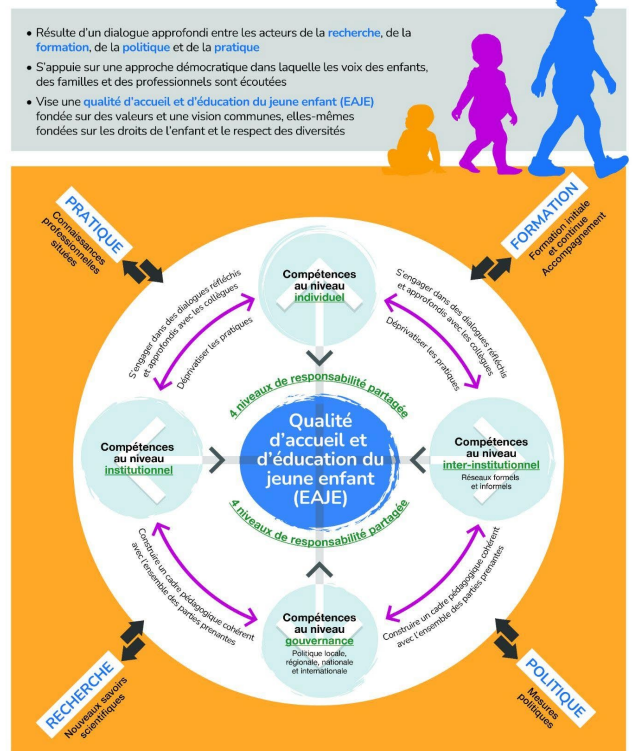 • Résulte d'un dialogue approfondi entre les acteurs de la recherche, de la
formation, de la politique et de la pratique
• S'appuie sur une approche démocratique dans laquelle les voix des enfants,
des familles et des professionnels sont écoutées
• Vise une qualité d'accueil et d'éducation du jeune enfant (EAJE)
fondée sur des valeurs et une vision communes, elles-mêmes
fondées sur les droits de l'enfant et le respect des diversités
PRATIQUE
Connaissances
professionnelles
situées
FORMATION
Formation initiale
et continue
Accompagnement
Compétences
au niveau
individuel
S'engager dans des dialogues réfléchis
et approfondis avec les collègues
Déprivatiser les pratiques
S'engager dans des dialogues réfléchis
et approfondis avec les collègues
Déprivatiser les pratiques
4 niveaux de responsabilité partagée
Compétences
au niveau
institutionnel
Qualité
d'accueil et
d'éducation du
jeune enfant
(EAJE)
Compétences
au niveau
inter-institutionnel
Réseaux formels
et informels
4 niveaux de responsabilité partagée
Construire un cadre pédagogique cohérent
avec l'ensemble des parties prenantes
Construire un cadre pédagogique cohérent
avec l'ensemble des parties prenantes
Compétences
au niveau
gouvernance
Politique locale,
régionale, nationale
et internationale
RECHERCHE
Nouveaux savoirs
scientifiques
POLITIQUE
Mesures
politiques